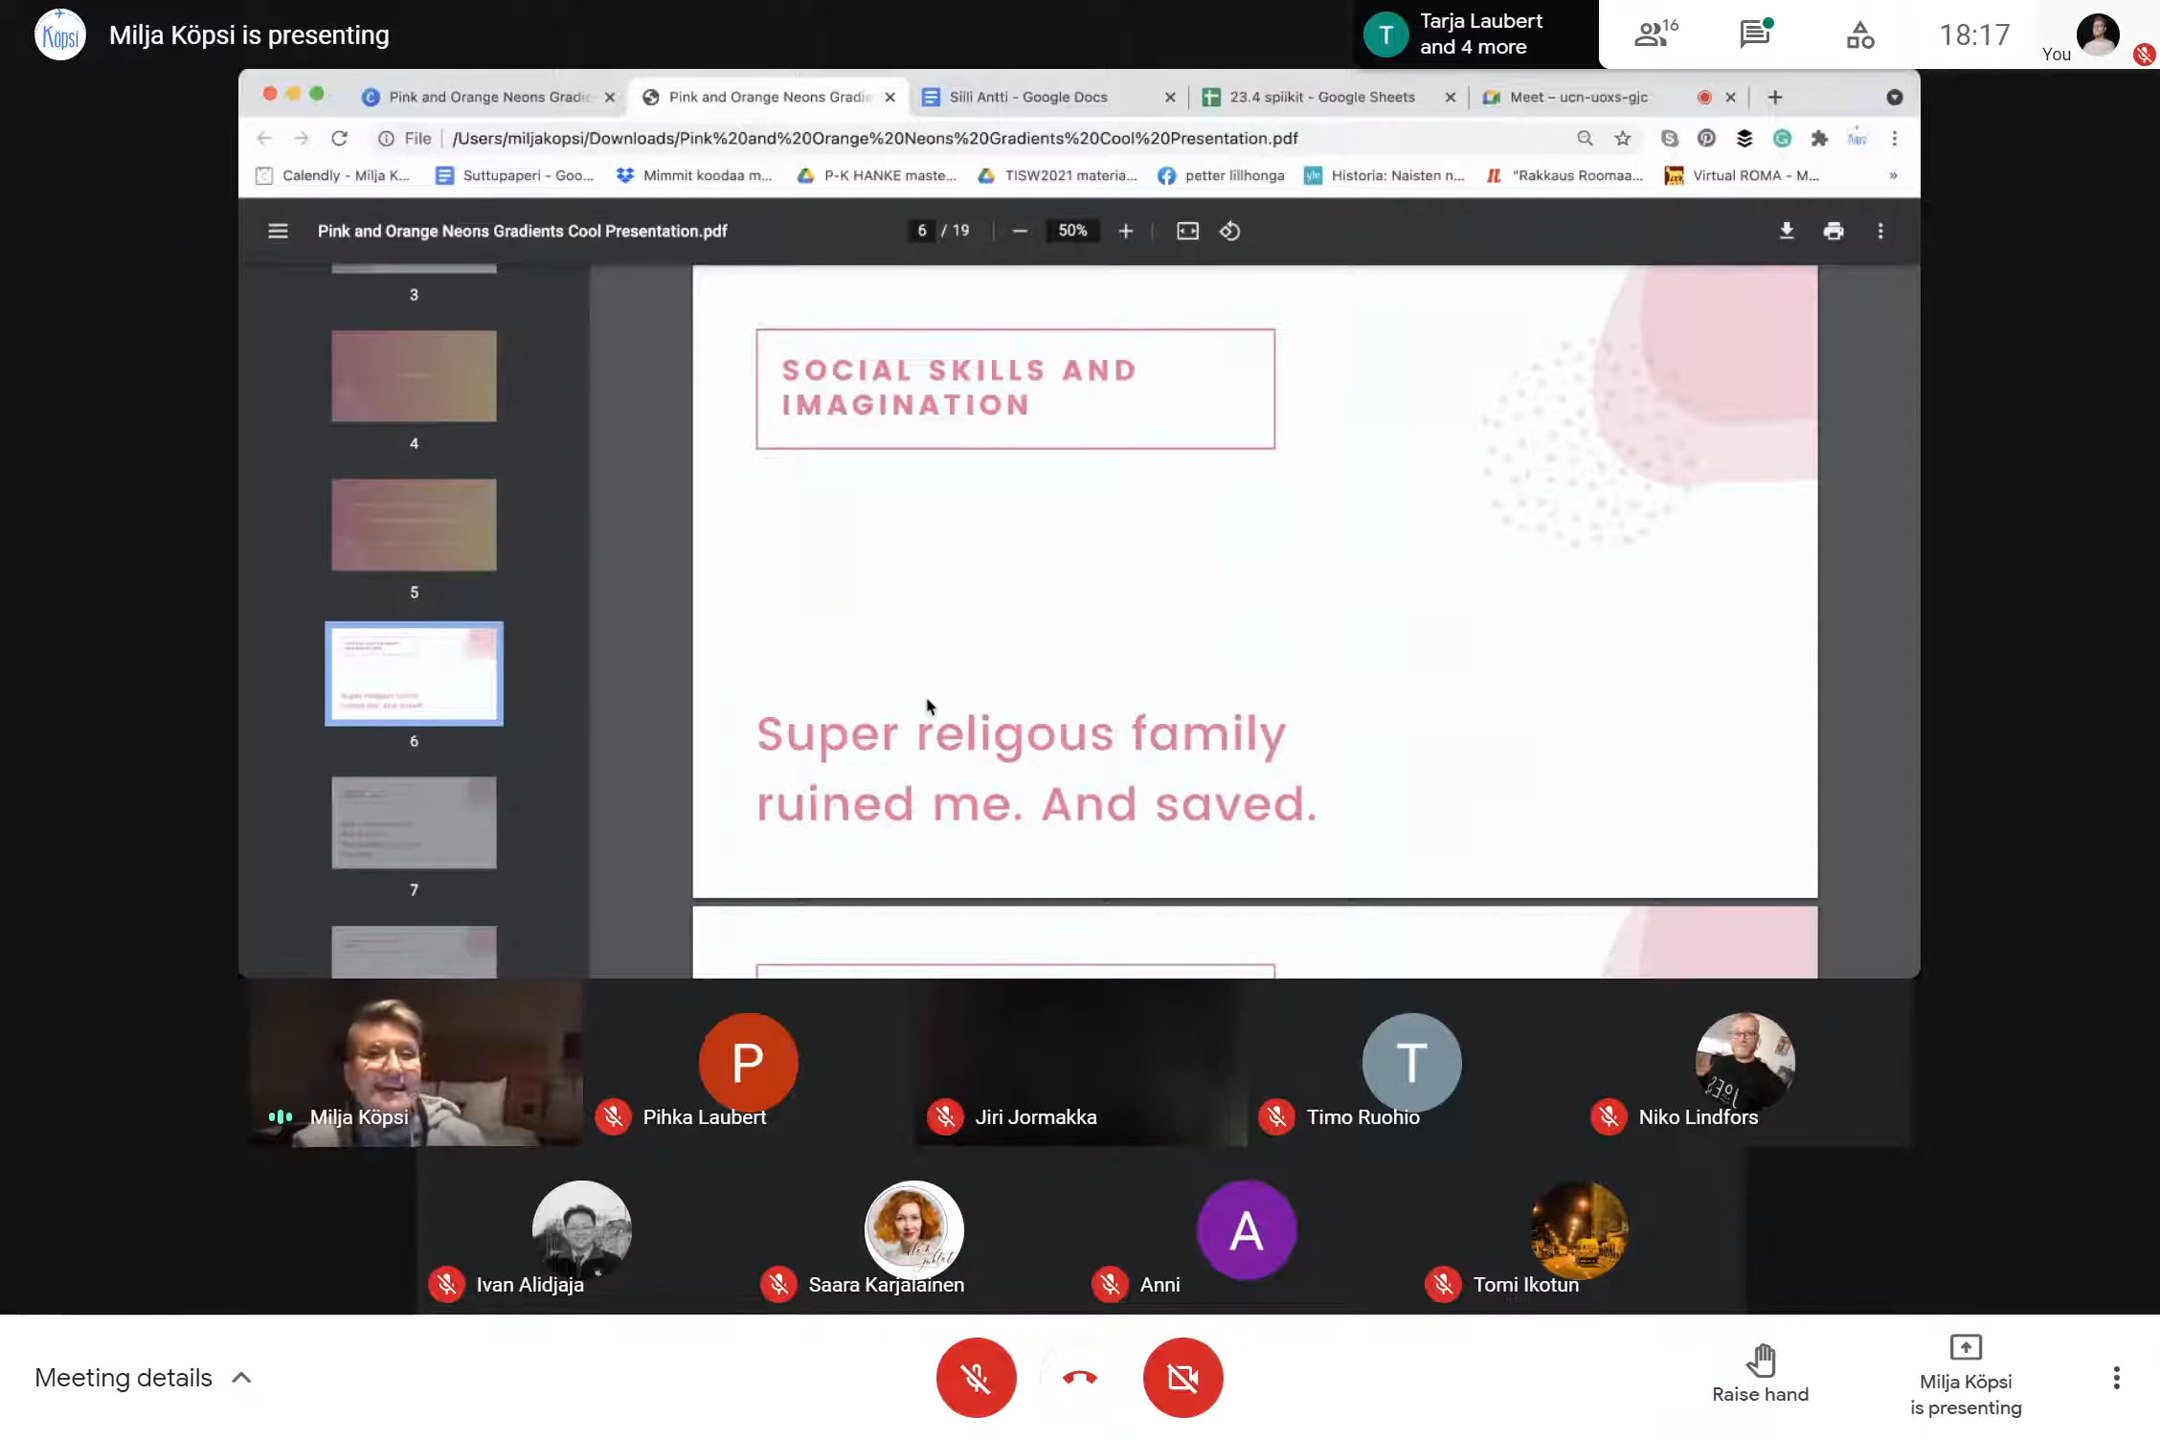 Köpsi
Milja Köpsi is presenting
T
Tarja Laubert
and 4 more
16
18:17
You
Pink and Orange Neons Gradie
Pink and Orange Neons Gradie
Siili Antti - Google Docs
23.4 spiikit - Google Sheets
Meet – ucn-uoxs-gjc
File
/Users/miljakopsi/Downloads/Pink%20and%20Orange%20Neons%20Gradients%20Cool%20Presentation.pdf
Calendly - Milja K...
Suttupaperi - Goo...
Mimmit koodaa m...
P-K HANKE maste...
TISW2021 materia...
petter lillhonga
Historia: Naisten n...
"Rakkaus Roomaa...
Virtual ROMA - M...
»
Pink and Orange Neons Gradients Cool Presentation.pdf
6 / 19
50%
3
4
5
6
7
SOCIAL SKILLS AND
IMAGINATION
Super religous family
ruined me. And saved.
Milja Köpsi
P
Pihka Laubert
Jiri Jormakka
T
Timo Ruohio
Niko Lindfors
Ivan Alidjaja
Saara Karjalainen
A
Anni
Tomi Ikotun
Meeting details
Raise hand
Milja Köpsi
is presenting